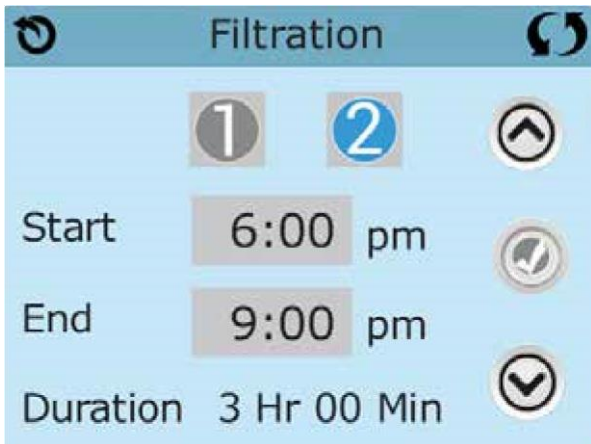 Filtration
1 2
Start 6:00 pm
End 9:00 pm
Duration 3 Hr 00 Min